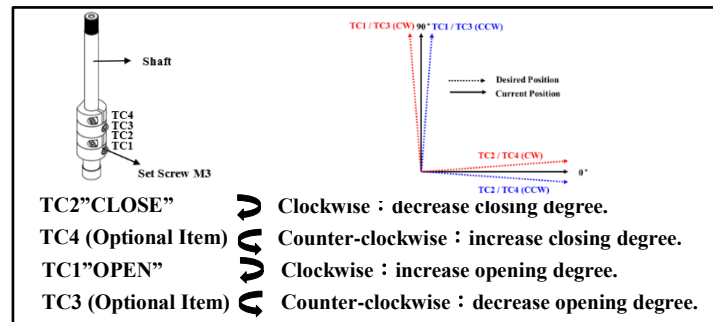 TC1 / TC3 (CW) 90° TC1 / TC3 (CCW)
Shaft
Desired Position
Current Position
TC4
TC3
TC2
TC1
TC2 / TC4 (CW)
0°
Set Screw M3
TC2 / TC4 (CCW)
TC2”CLOSE” Clockwise：decrease closing degree.
TC4 (Optional Item) Counter-clockwise：increase closing degree.
TC1”OPEN” Clockwise：increase opening degree.
TC3 (Optional Item) Counter-clockwise：decrease opening degree.